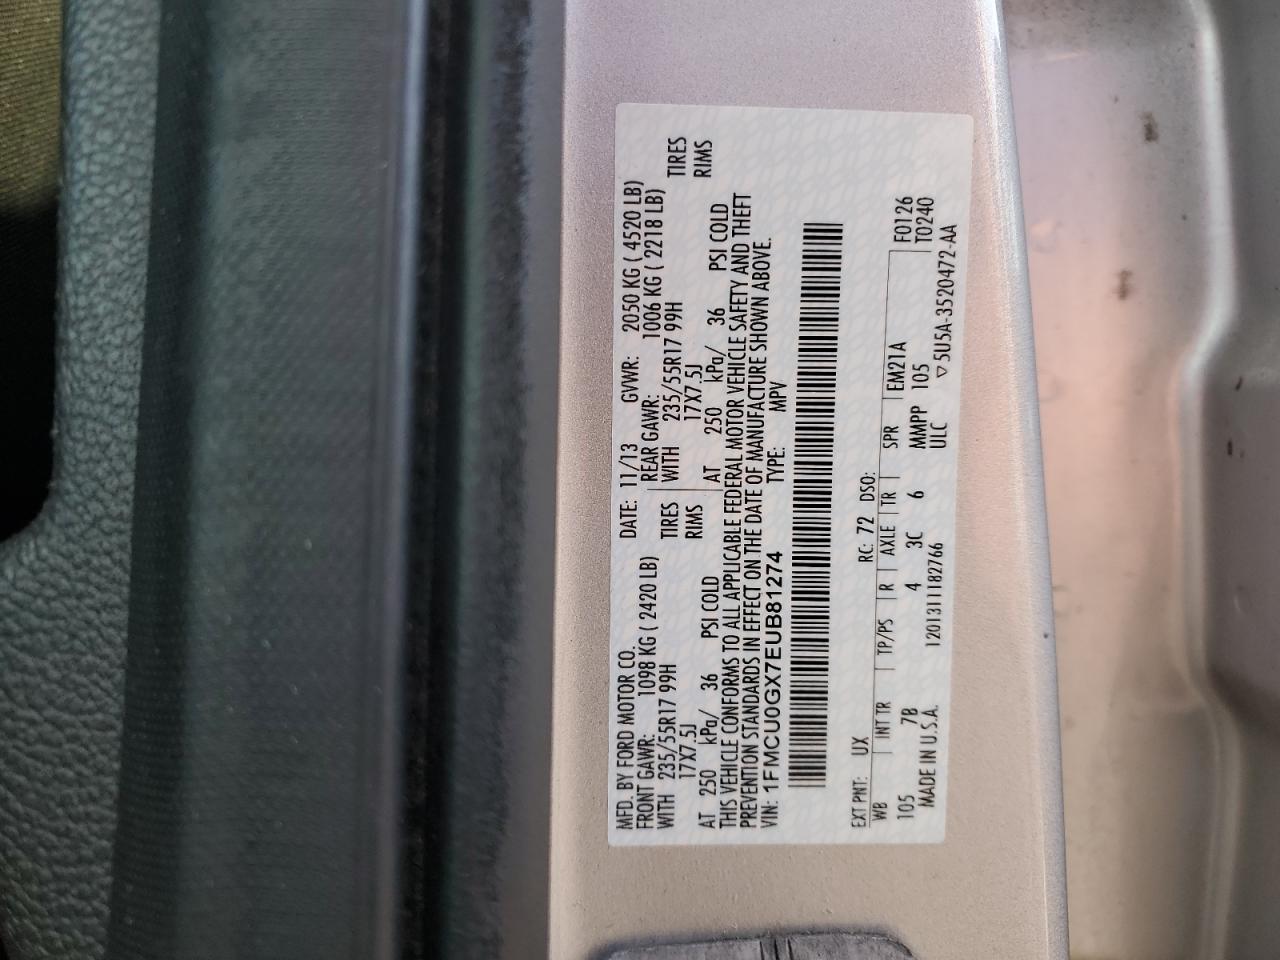 MFD. BY FORD MOTOR CO. DATE: 11/13 GVWR: 2050 KG ( 4520 LB)
FRONT GAWR: 1098 KG ( 2420 LB) REAR GAWR: 1006 KG ( 2218 LB)
WITH 235/55R17 99H TIRES WITH 235/55R17 99H TIRES
17X7.5J RIMS 17X7.5J RIMS
AT 250 kPa/ 36 PSI COLD AT 250 kPa/ 36 PSI COLD
THIS VEHICLE CONFORMS TO ALL APPLICABLE FEDERAL MOTOR VEHICLE SAFETY AND THEFT
PREVENTION STANDARDS IN EFFECT ON THE DATE OF MANUFACTURE SHOWN ABOVE.
VIN: 1FMCU0GX7EUB81274 TYPE: MPV
EXT PNT: UX RC: 72 DSO:
WB INT TR TP/PS R AXLE TR SPR EM21A F0126
105 7B 4 3C 6 MMPP 105 T0240
MADE IN U.S.A. 1201311182766 ULC ▽5U5A-3520472-AA